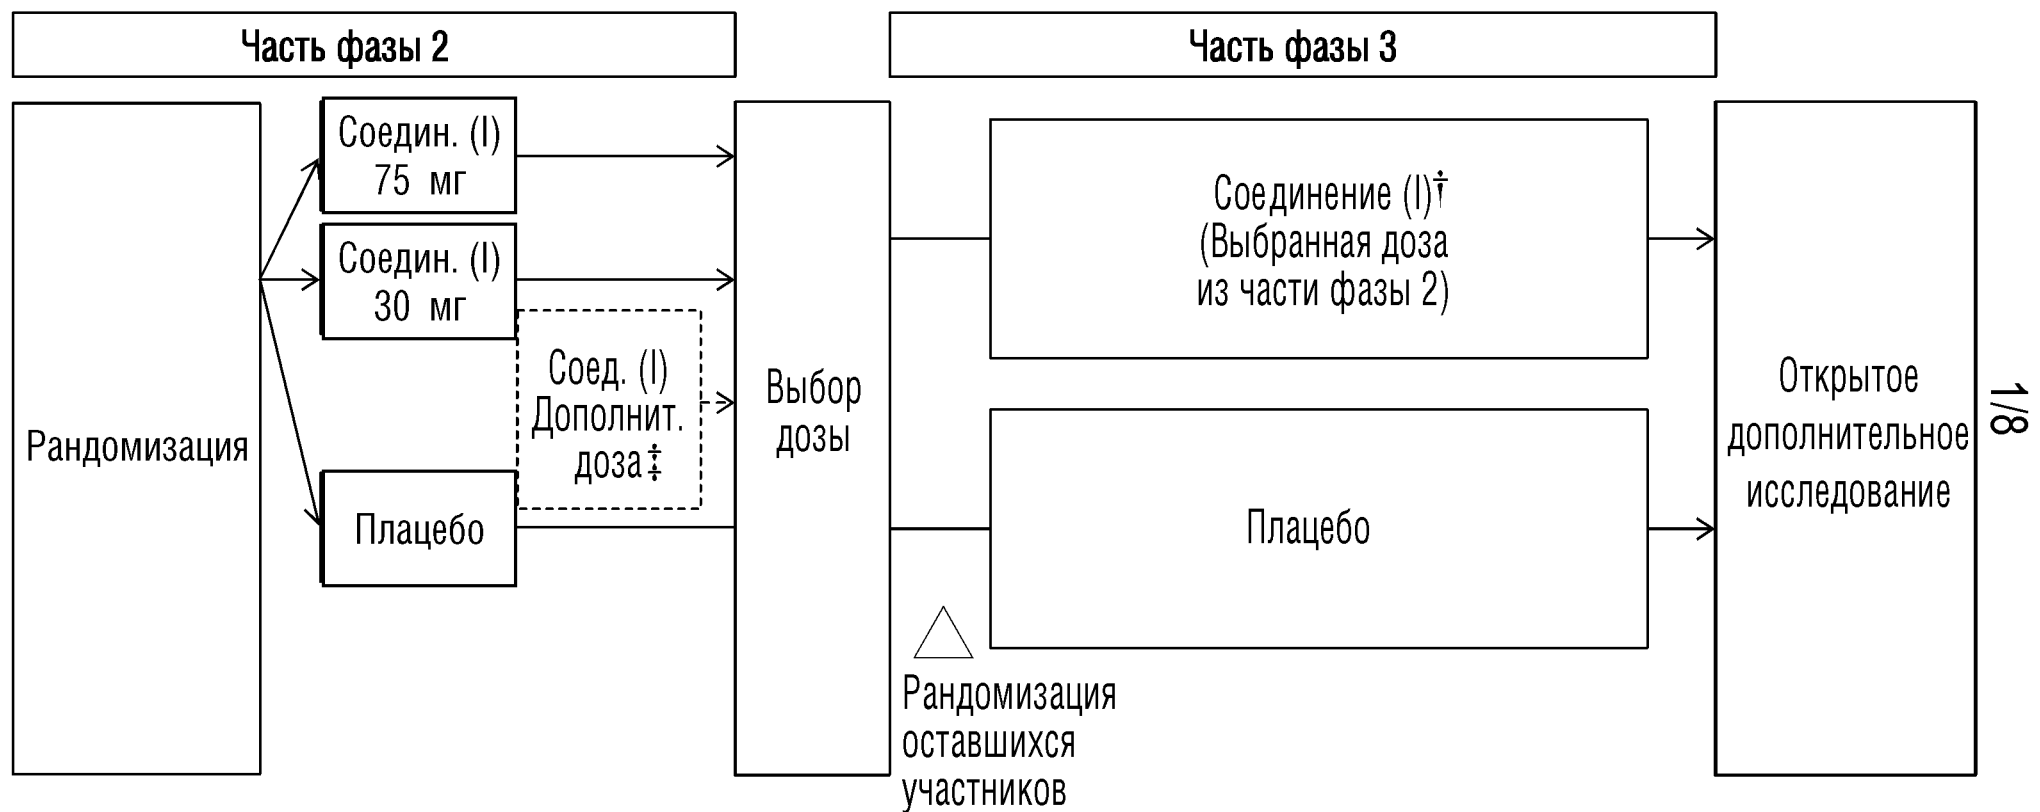 Часть фазы 2
Часть фазы 3
Рандомизация
Соедин. (I)
75 мг
Соедин. (I)
30 мг
Соед. (I)
Дополнит.
доза‡
Плацебо
Выбор
дозы
Соединение (I)†
(Выбранная доза
из части фазы 2)
Плацебо
Рандомизация
оставшихся
участников
Открытое
дополнительное
исследование
1/8